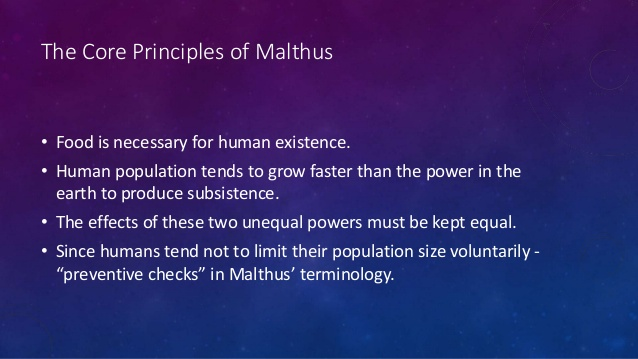 The Core Principles of Malthus
• Food is necessary for human existence.
• Human population tends to grow faster than the power in the
earth to produce subsistence.
• The effects of these two unequal powers must be kept equal.
• Since humans tend not to limit their population size voluntarily -
“preventive checks” in Malthus’ terminology.